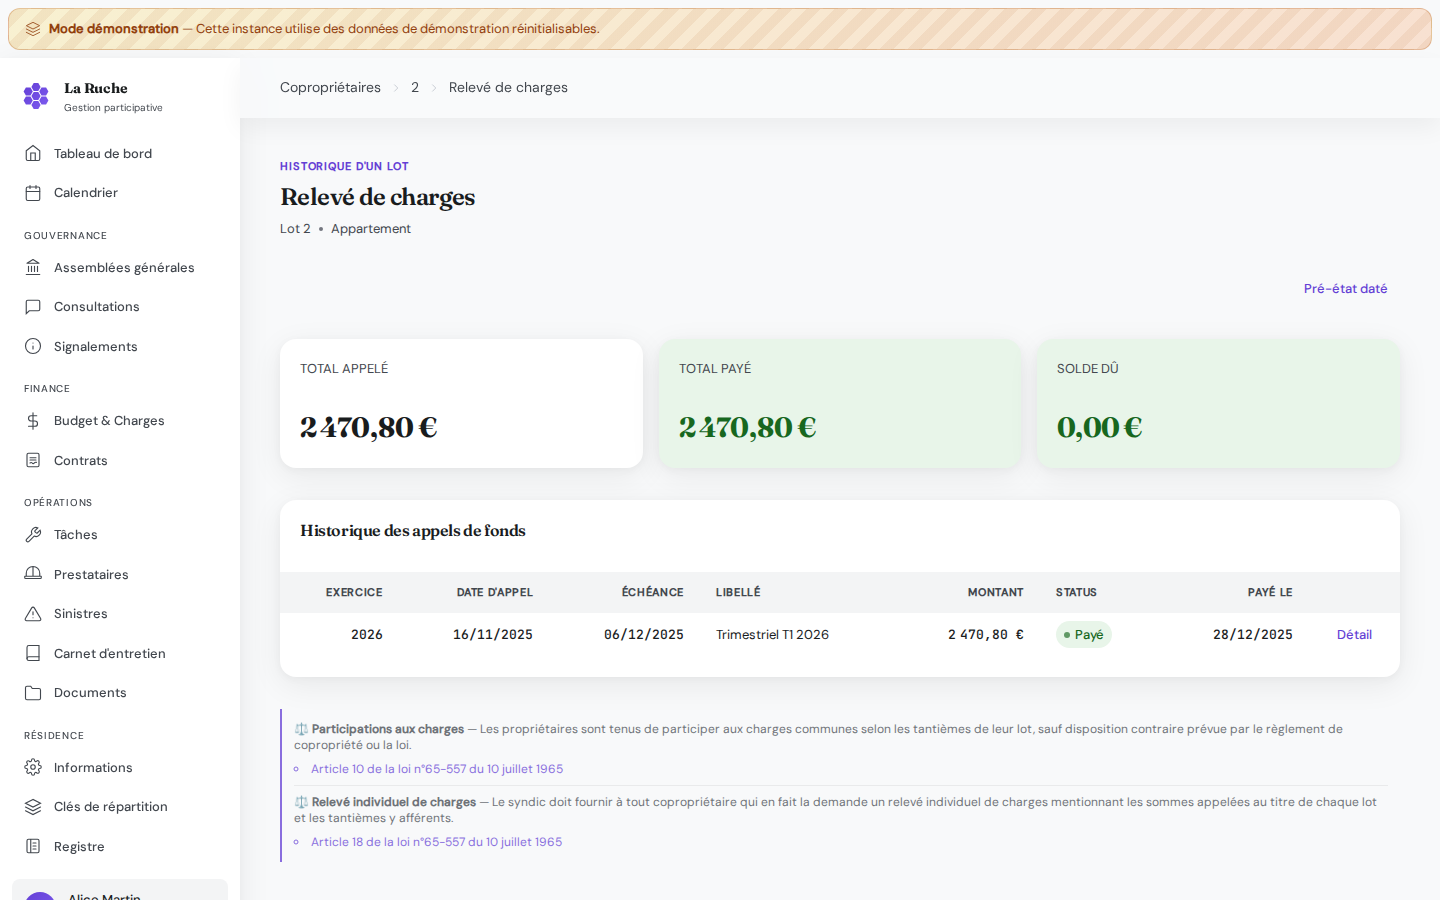 Mode démonstration — Cette instance utilise des données de démonstration réinitialisables.
La Ruche
Gestion participative
Tableau de bord
Calendrier
GOUVERNANCE
Assemblées générales
Consultations
Signalements
FINANCE
Budget & Charges
Contrats
OPÉRATIONS
Tâches
Prestataires
Sinistres
Carnet d'entretien
Documents
RÉSIDENCE
Informations
Clés de répartition
Registre
Alice Martin
Copropriétaires > 2 > Relevé de charges
HISTORIQUE D'UN LOT
Relevé de charges
Lot 2 • Appartement
Pré-état daté
TOTAL APPELÉ
2 470,80 €
TOTAL PAYÉ
2 470,80 €
SOLDE DÛ
0,00 €
Historique des appels de fonds
EXERCICE DATE D'APPEL ÉCHÉANCE LIBELLÉ MONTANT STATUS PAYÉ LE
2026 16/11/2025 06/12/2025 Trimestriel T1 2026 2 470,80 € Payé 28/12/2025 Détail
⚖️ Participations aux charges — Les propriétaires sont tenus de participer aux charges communes selon les tantièmes de leur lot, sauf disposition contraire prévue par le règlement de
copropriété ou la loi.
Article 10 de la loi n°65-557 du 10 juillet 1965
⚖️ Relevé individuel de charges — Le syndic doit fournir à tout copropriétaire qui en fait la demande un relevé individuel de charges mentionnant les sommes appelées au titre de chaque lot
et les tantièmes y afférents.
Article 18 de la loi n°65-557 du 10 juillet 1965